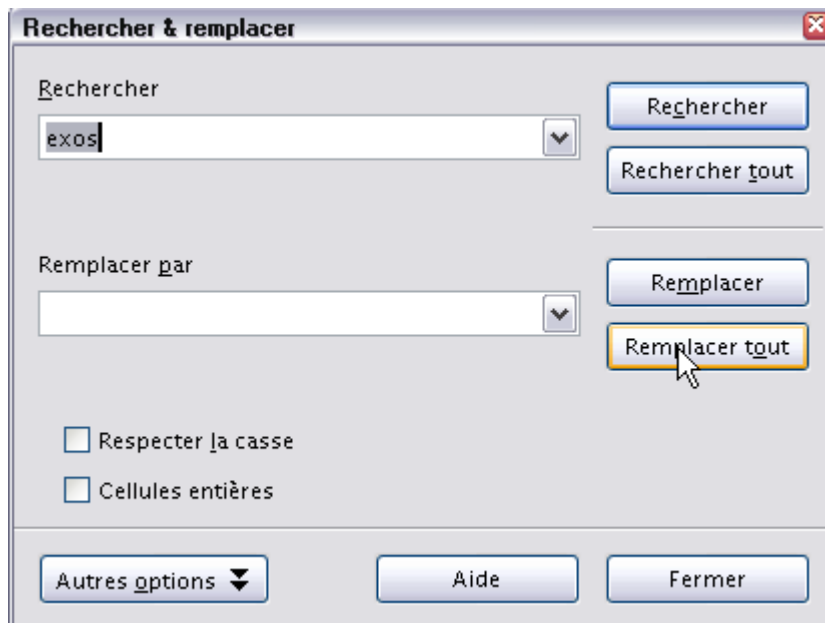 Rechercher & remplacer
Rechercher
exos
Rechercher
Rechercher tout
Remplacer par
Remplacer
Remplacer tout
Respecter la casse
Cellules entières
Autres options
Aide
Fermer